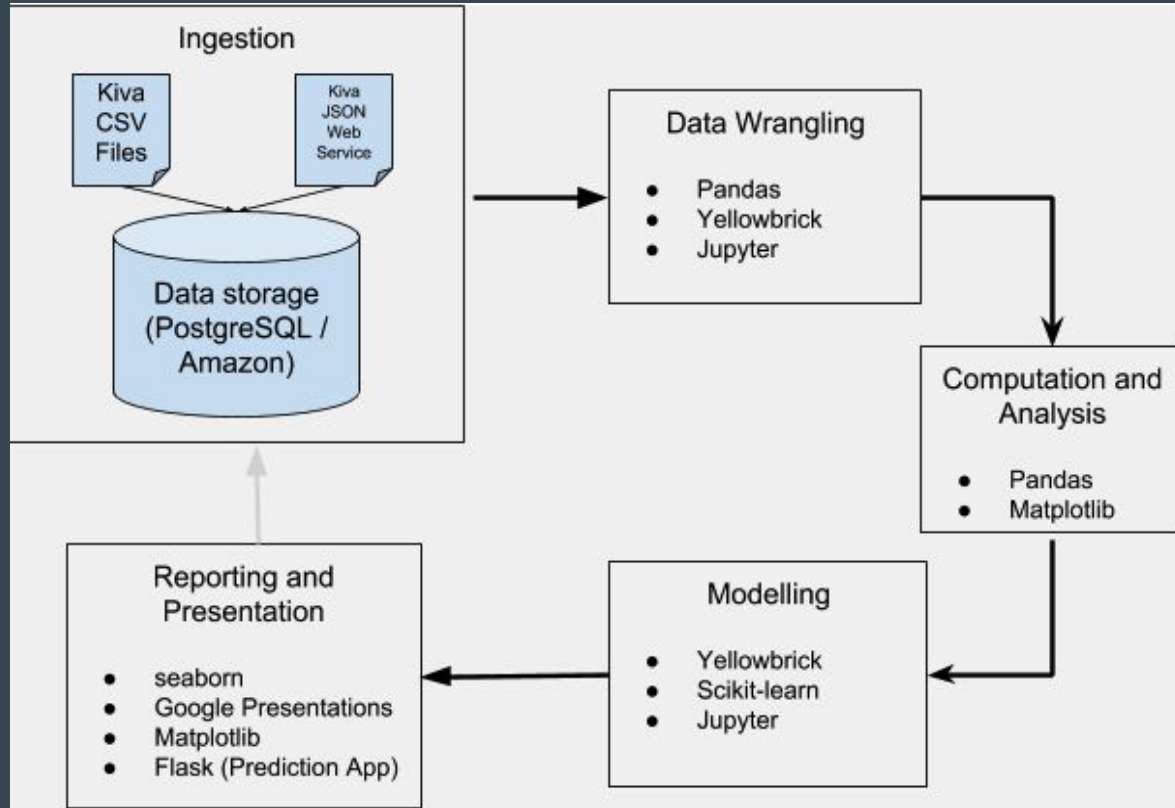 Ingestion
Kiva
CSV
Files
Kiva
JSON
Web
Service
Data storage
(PostgreSQL /
Amazon)
Data Wrangling
● Pandas
● Yellowbrick
● Jupyter
Computation and
Analysis
● Pandas
● Matplotlib
Modelling
● Yellowbrick
● Scikit-learn
● Jupyter
Reporting and
Presentation
● seaborn
● Google Presentations
● Matplotlib
● Flask (Prediction App)